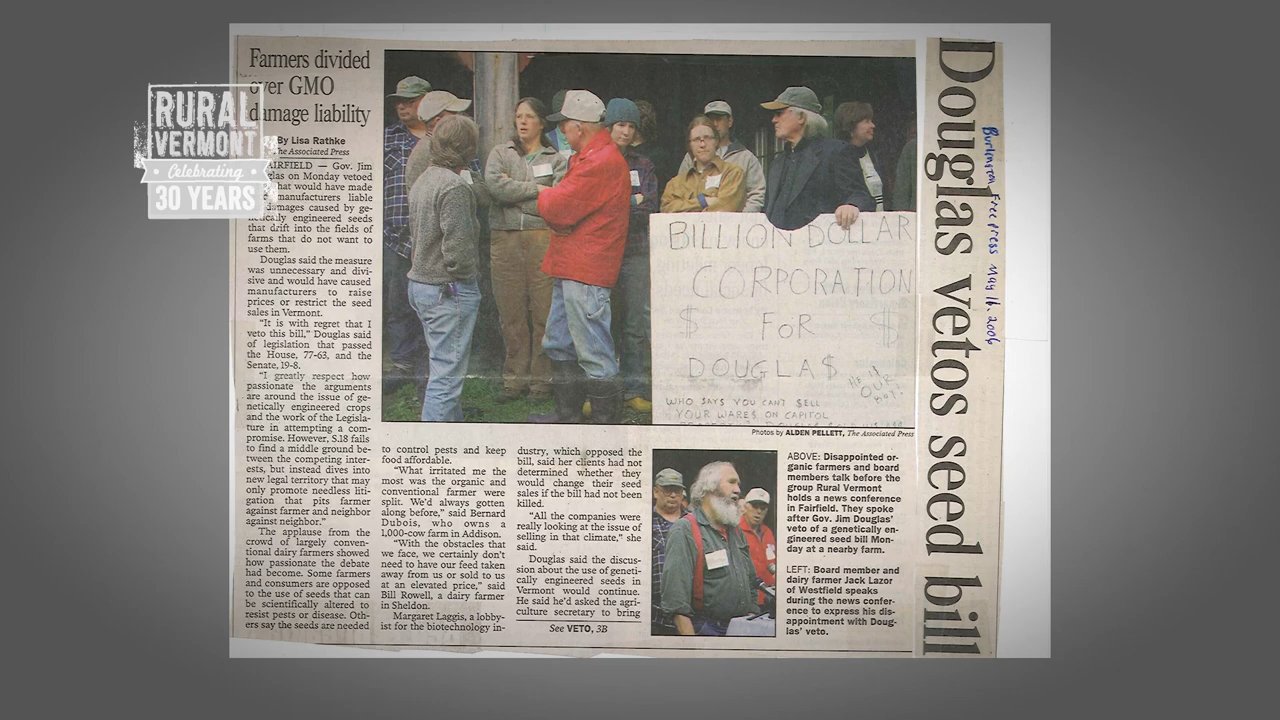 RURAL
VERMONT
Celebrating
30 YEARS
Farmers divided
over GMO
damage liability
By Lisa Rathke
The Associated Press
AIRFIELD — Gov. Jim
glas on Monday vetoed
that would have made
manufacturers liable
damages caused by ge-
netically engineered seeds
that drift into the fields of
farms that do not want to
use them.
Douglas said the measure
was unnecessary and divi-
sive and would have caused
manufacturers to raise
prices or restrict the seed
sales in Vermont.
“It is with regret that I
veto this bill,” Douglas said
of legislation that passed
the House, 77-63, and the
Senate, 19-8.
“I greatly respect how
passionate the arguments
are around the issue of ge-
netically engineered crops
and the work of the Legisla-
ture in attempting a com-
promise. However, S.18 fails
to find a middle ground be-
tween the competing inter-
ests, but instead dives into
new legal territory that may
only promote needless liti-
gation that pits farmer
against farmer and neighbor
against neighbor.”
The applause from the
crowd of largely conven-
tional dairy farmers showed
how passionate the debate
had become. Some farmers
and consumers are opposed
to the use of seeds that can
be scientifically altered to
resist pests or disease. Oth-
ers say the seeds are needed
to control pests and keep
food affordable.
“What irritated me the
most was the organic and
conventional farmer were
split. We’d always gotten
along before,” said Bernard
Dubois, who owns a
1,000-cow farm in Addison.
“With the obstacles that
we face, we certainly don’t
need to have our feed taken
away from us or sold to us
at an elevated price,” said
Bill Rowell, a dairy farmer
in Sheldon.
Margaret Laggis, a lobby-
ist for the biotechnology in-
dustry, which opposed the
bill, said her clients had not
determined whether they
would change their seed
sales if the bill had not been
killed.
“All the companies were
really looking at the issue of
selling in that climate,” she
said.
Douglas said the discus-
sion about the use of geneti-
cally engineered seeds in
Vermont would continue.
He said he’d asked the agri-
culture secretary to bring
See VETO, 3B
BILLION DOLLAR
CORPORATION
$ FOR $
DOUGLA$
HE IS
OUR
WHO SAYS YOU CAN'T SELL
YOUR WARE$ ON CAPITOL
Photos by ALDEN PELLETT, The Associated Press
ABOVE: Disappointed or-
ganic farmers and board
members talk before the
group Rural Vermont
holds a news conference
in Fairfield. They spoke
after Gov. Jim Douglas’
veto of a genetically en-
gineered seed bill Mon-
day at a nearby farm.
LEFT: Board member and
dairy farmer Jack Lazor
of Westfield speaks
during the news confer-
ence to express his dis-
appointment with Doug-
las’ veto.
Douglas vetos seed bill
Burlington Free press May 16, 2006